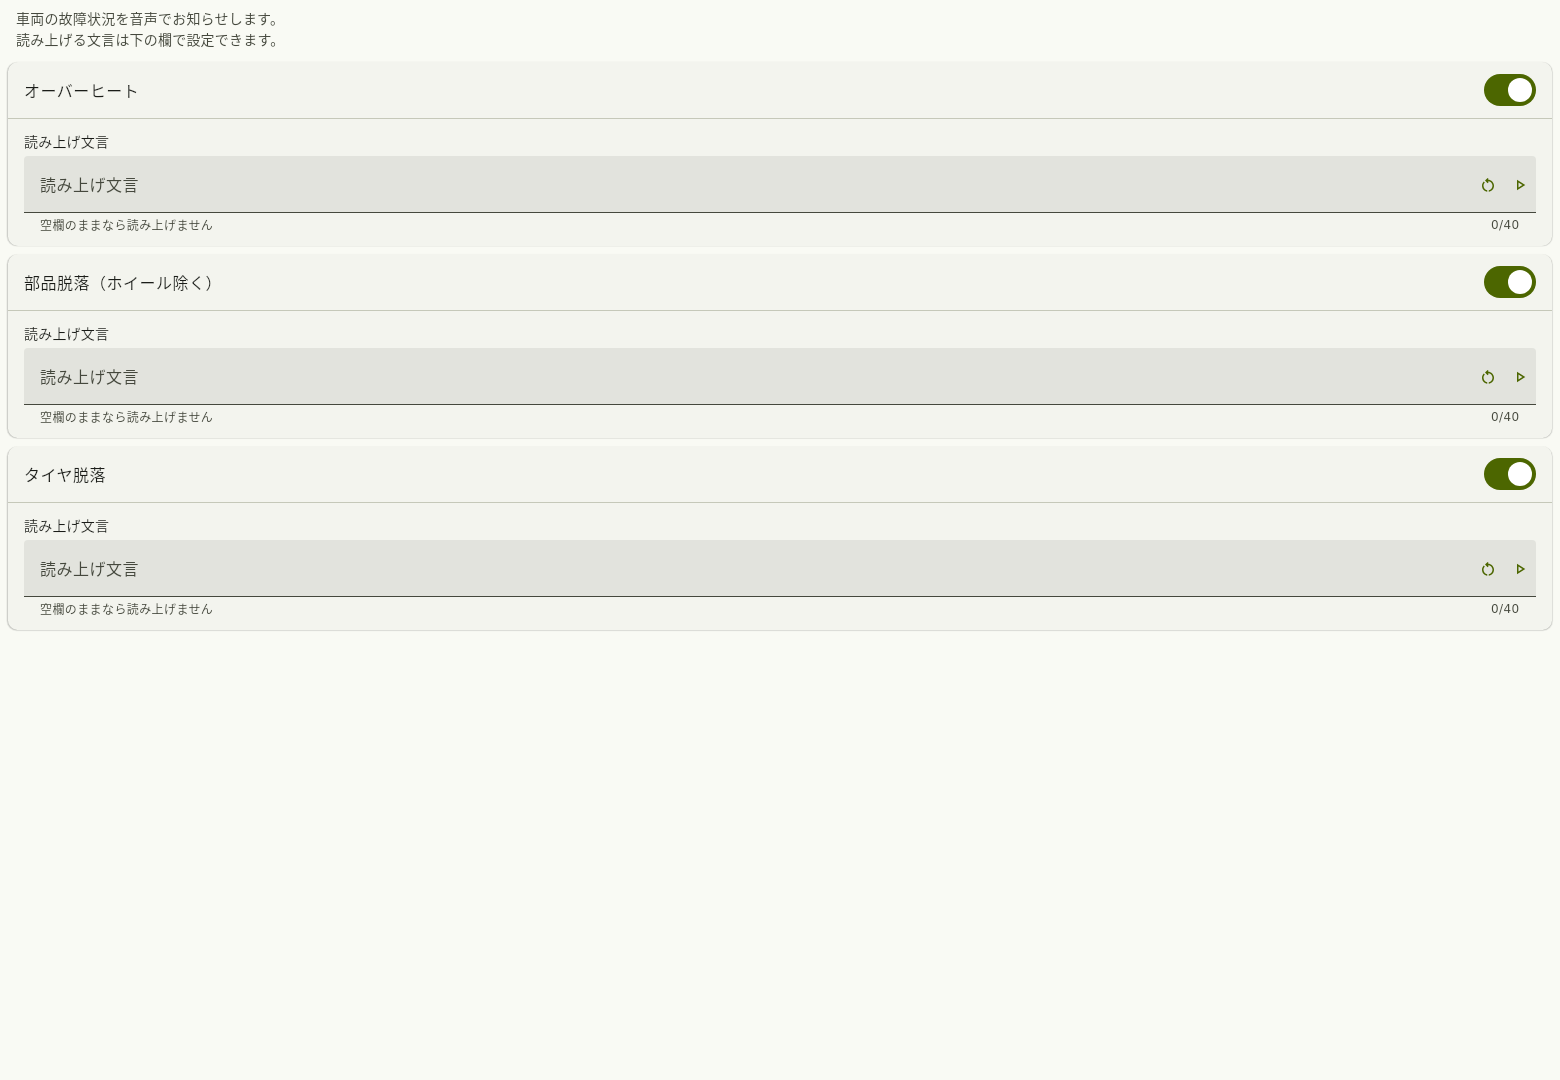 車両の故障状況を音声でお知らせします。
読み上げる文言は下の欄で設定できます。
オーバーヒート
読み上げ文言
読み上げ文言
空欄のままなら読み上げません 0/40
部品脱落（ホイール除く）
読み上げ文言
読み上げ文言
空欄のままなら読み上げません 0/40
タイヤ脱落
読み上げ文言
読み上げ文言
空欄のままなら読み上げません 0/40